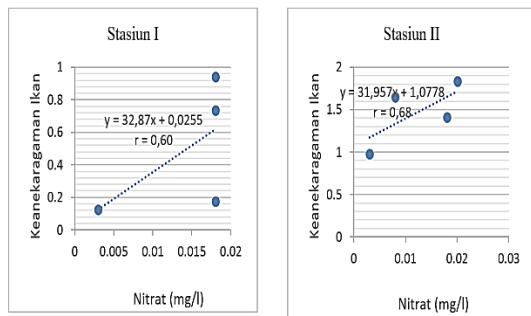 Stasiun I
Keanekaragaman Ikan
1
0.8
0.6
0.4
0.2
0
y = 32,87x + 0,0255
r = 0,60
0 0.005 0.01 0.015 0.02
Nitrat (mg/l)
Stasiun II
Keanekaragaman Ikan
2
1.5
1
0.5
0
y = 31,957x + 1,0778
r = 0,68
0 0.01 0.02 0.03
Nitrat (mg/l)